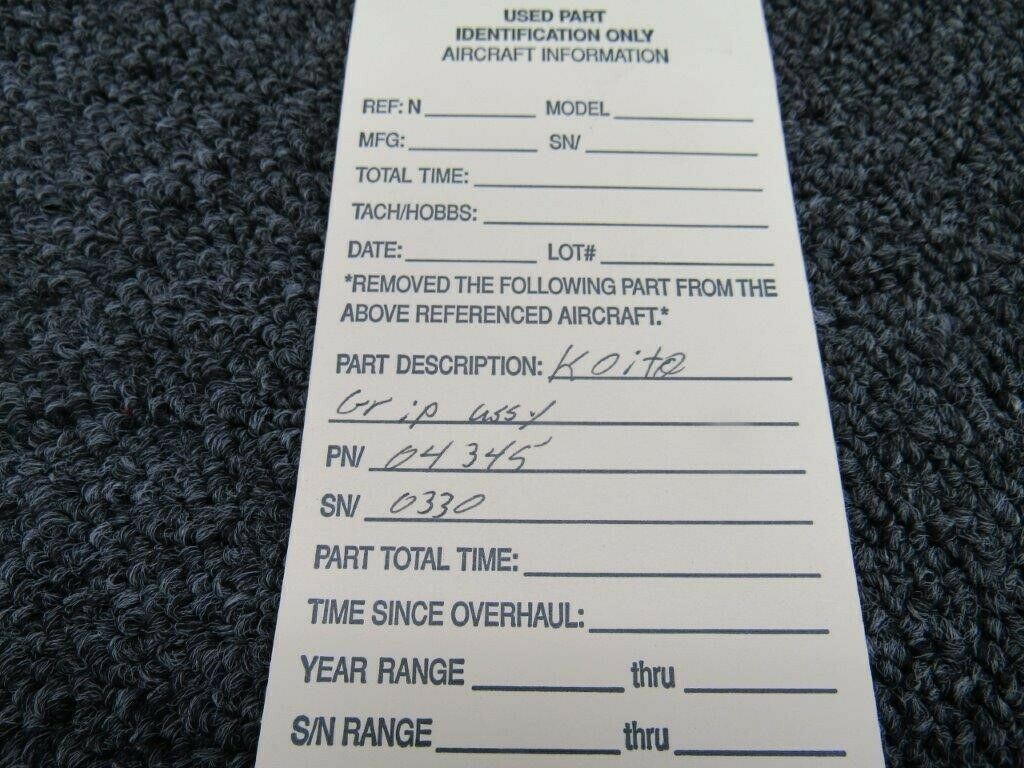 USED PART
IDENTIFICATION ONLY
AIRCRAFT INFORMATION
REF: N MODEL
MFG: SN/
TOTAL TIME:
TACH/HOBBS:
DATE: LOT#
*REMOVED THE FOLLOWING PART FROM THE
ABOVE REFERENCED AIRCRAFT.*
PART DESCRIPTION: Koito
Grip assy
PN/ 04345
SN/ 0330
PART TOTAL TIME:
TIME SINCE OVERHAUL:
YEAR RANGE thru
S/N RANGE thru